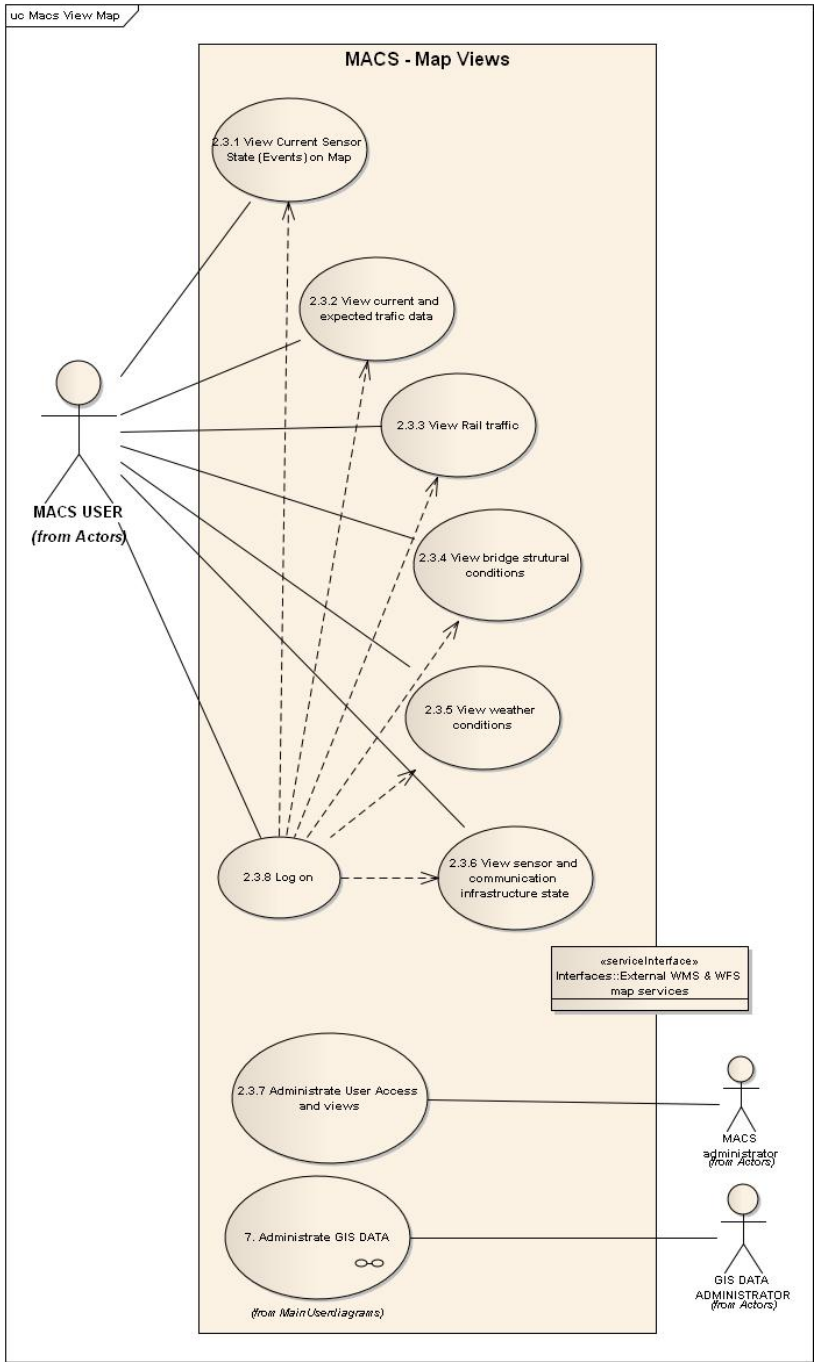 uc Macs View Map
MACS - Map Views
2.3.1 View Current Sensor
State (Events) on Map
2.3.2 View current and
expected trafic data
2.3.3 View Rail traffic
MACS USER
(from Actors)
2.3.4 View bridge strutural
conditions
2.3.5 View weather
conditions
2.3.8 Log on
2.3.6 View sensor and
communication
infrastructure state
«serviceInterface»
Interfaces::External WMS & WFS
map services
2.3.7 Administrate User Access
and views
MACS
administrator
(from Actors)
7. Administrate GIS DATA
(from MainUserdiagrams)
GIS DATA
ADMINISTRATOR
(from Actors)